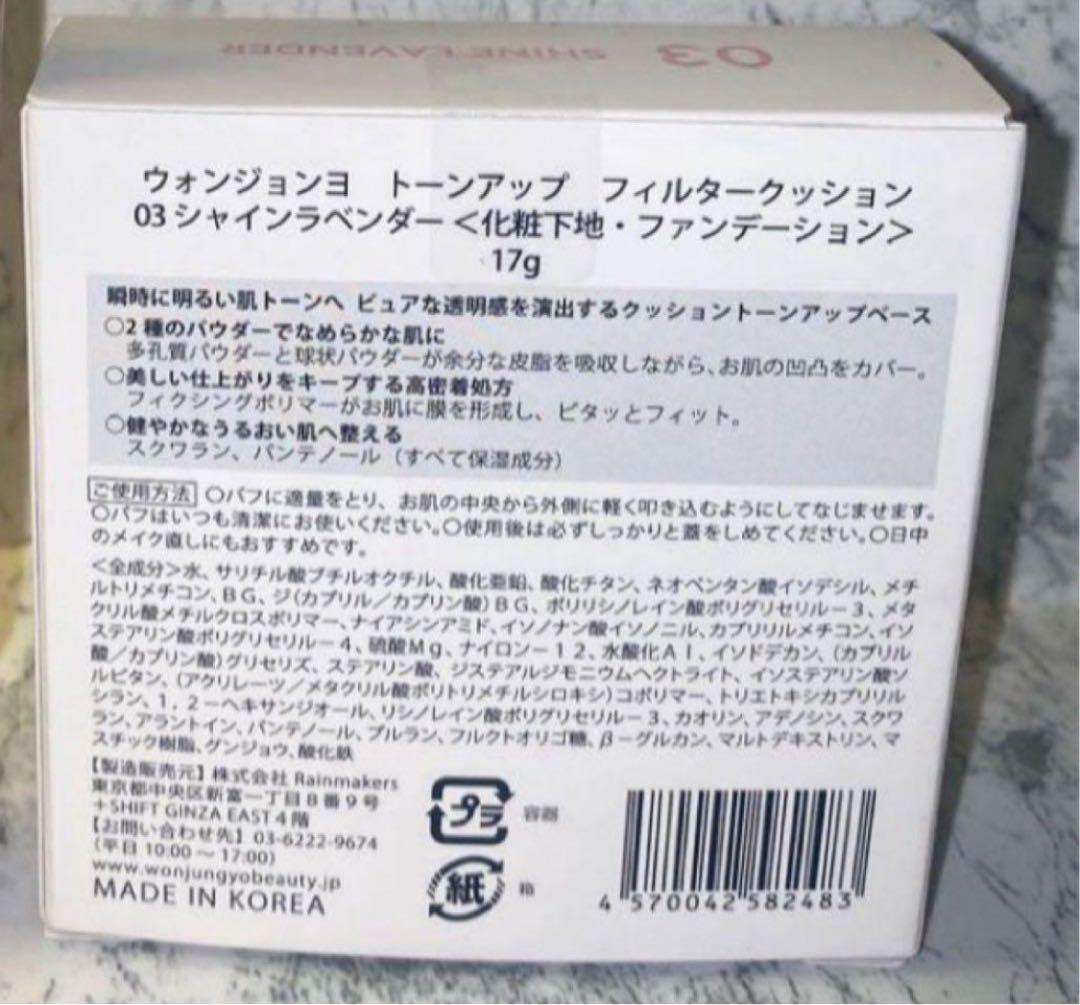 03 SHINE LAVENDER
ウォンジョンヨ　トーンアップ　フィルタークッション
03 シャインラベンダー＜化粧下地・ファンデーション＞
17g
瞬時に明るい肌トーンへ ピュアな透明感を演出するクッショントーンアップベース
○2種のパウダーでなめらかな肌に
多孔質パウダーと球状パウダーが余分な皮脂を吸収しながら、お肌の凹凸をカバー。
○美しい仕上がりをキープする高密着処方
フィクシングポリマーがお肌に膜を形成し、ピタッとフィット。
○健やかなうるおい肌へ整える
スクワラン、パンテノール（すべて保湿成分）
ご使用方法 ○パフに適量をとり、お肌の中央から外側に軽く叩き込むようにしてなじませます。
○パフはいつも清潔にお使いください。○使用後は必ずしっかりと蓋をしめてください。○日中
のメイク直しにもおすすめです。
＜全成分＞水、サリチル酸ブチルオクチル、酸化亜鉛、酸化チタン、ネオペンタン酸イソデシル、メチ
ルトリメチコン、ＢＧ、ジ（カプリル／カプリン酸）ＢＧ、ポリリシノレイン酸ポリグリセリル－３、メタ
クリル酸メチルクロスポリマー、ナイアシンアミド、イソノナン酸イソノニル、カプリリルメチコン、イソ
ステアリン酸ポリグリセリル－４、硫酸Ｍｇ、ナイロン－１２、水酸化ＡＩ、イソドデカン、（カプリル
酸／カプリン酸）グリセリズ、ステアリン酸、ジステアルジモニウムヘクトライト、イソステアリン酸ソ
ルビタン、（アクリレーツ／メタクリル酸ポリトリメチルシロキシ）コポリマー、トリエトキシカプリリル
シラン、１，２－ヘキサンジオール、リシノレイン酸ポリグリセリル－３、カオリン、アデノシン、スクワ
ラン、アラントイン、パンテノール、プルラン、フルクトオリゴ糖、β－グルカン、マルトデキストリン、マ
スチック樹脂、グンジョウ、酸化鉄
【製造販売元】株式会社 Rainmakers
東京都中央区新富一丁目８番９号
＋SHIFT GINZA EAST４階
【お問い合わせ先】03-6222-9674
（平日 10:00 ～ 17:00）
www.wonjungyobeauty.jp
MADE IN KOREA
プラ 容器
紙 箱
4 570042 582483